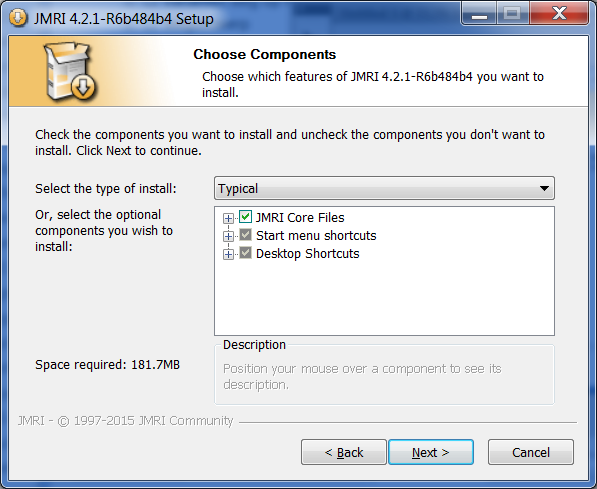 JMRI 4.2.1-R6b484b4 Setup
Choose Components
Choose which features of JMRI 4.2.1-R6b484b4 you want to
install.
Check the components you want to install and uncheck the components you don't want to
install. Click Next to continue.
Select the type of install:
Typical
Or, select the optional
components you wish to
install:
JMRI Core Files
Start menu shortcuts
Desktop Shortcuts
Space required: 181.7MB
Description
Position your mouse over a component to see its
description.
JMRI - © 1997-2015 JMRI Community
< Back
Next >
Cancel